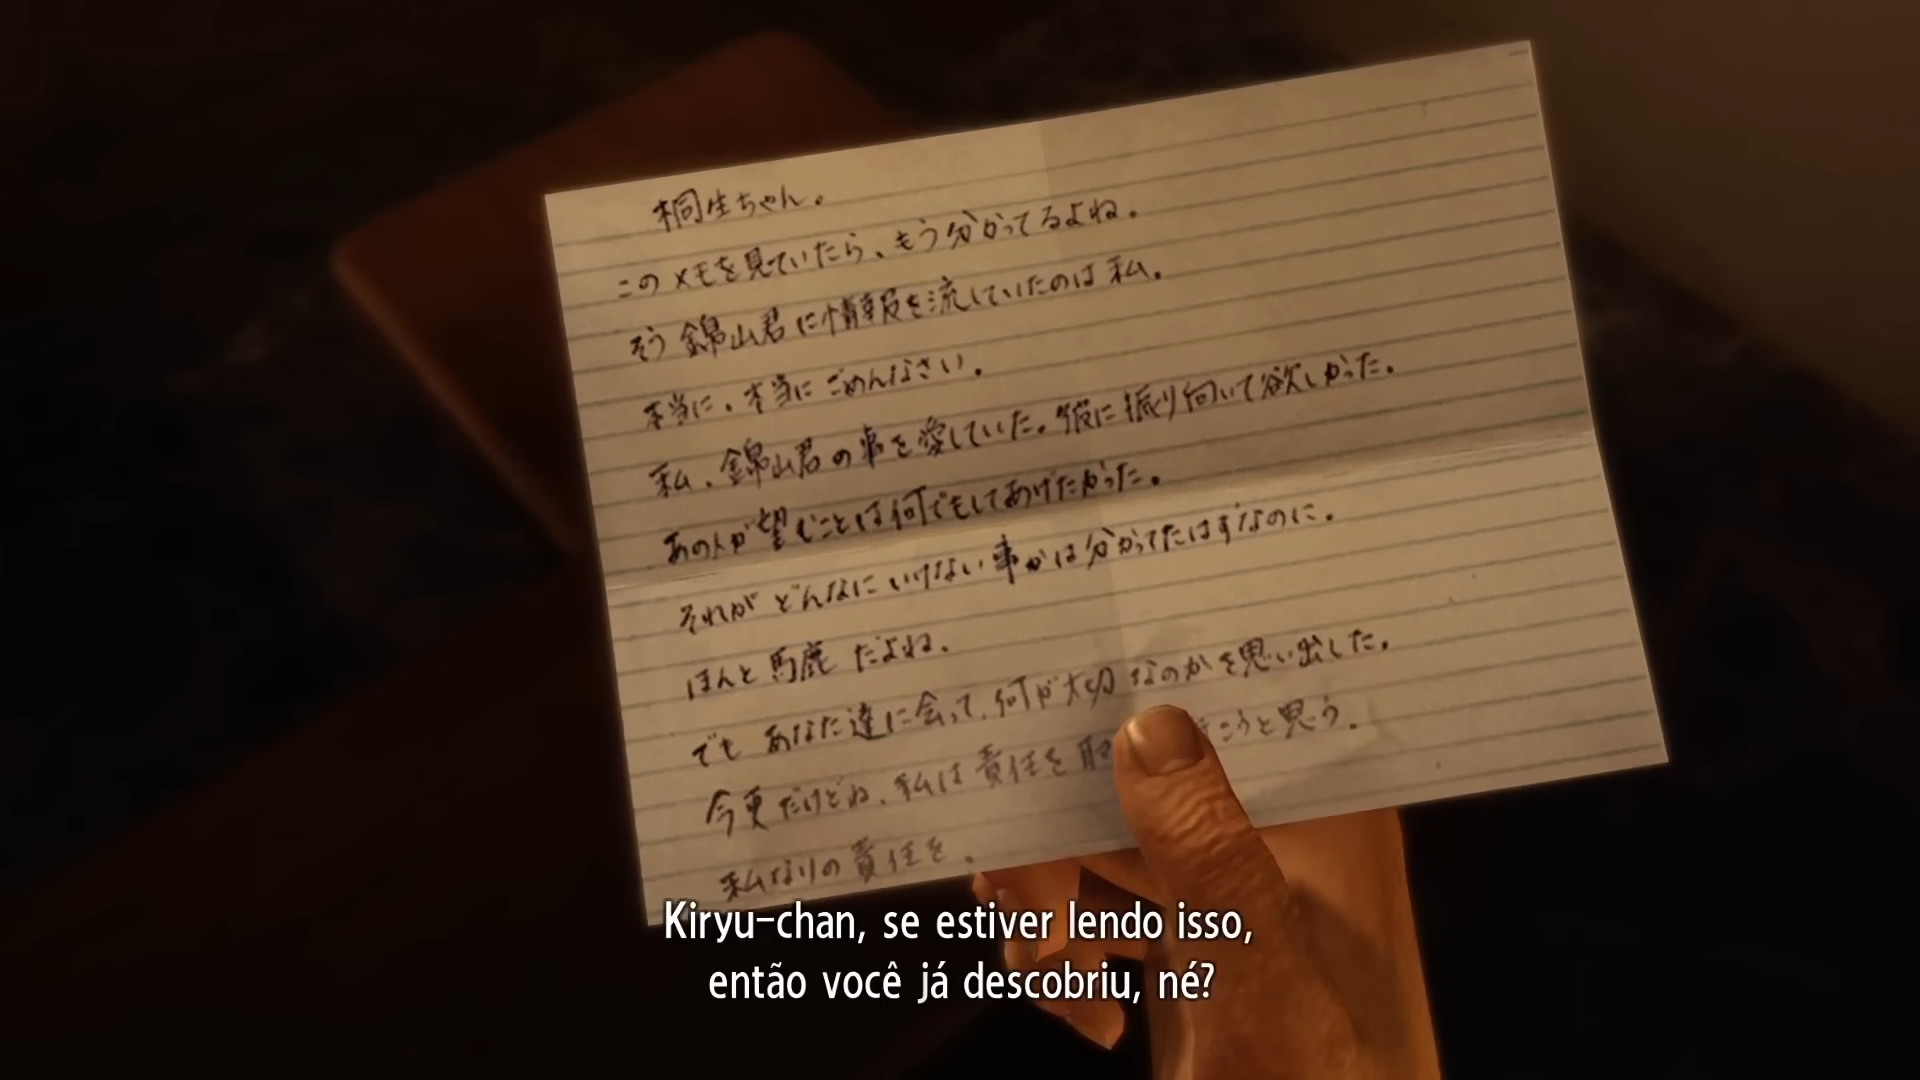 桐生ちゃん。
このメモを見ていたら、もう分かってるよね。
そう 錦山君に情報を流していたのは 私。
本当に。本当に ごめんなさい。
私、錦山君の事を愛していた。彼に振り向いて欲しかった。
あの人が望むことは何でもしてあげたかった。
それが どんなに いけない事かは 分かってたはずなのに。
ほんと 馬鹿 だよね。
でも あなた達に会って、何が大切 なのかを思い出した。
今更だけどね、私は 責任を 取 こうと思う。
私なりの 責任を。
Kiryu-chan, se estiver lendo isso,
então você já descobriu, né?